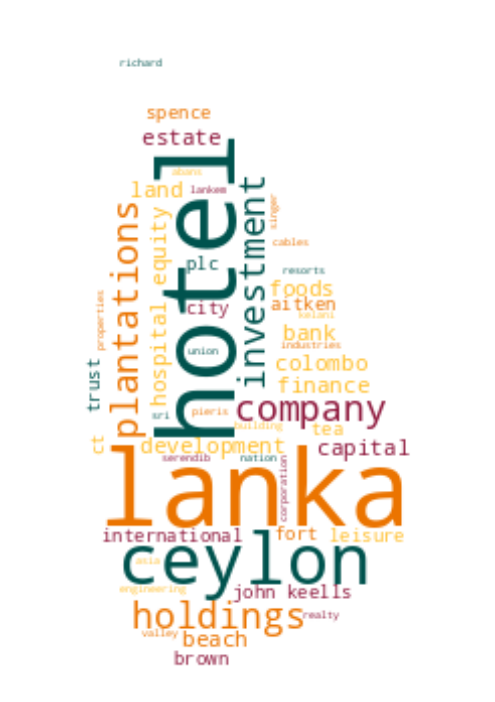 richard
spence
estate
abans
land
lankem
hotel
plantations
hospital
equity
investment
singer
plc
cables
resorts
foods
aitken
kelani
city
properties
bank
industries
union
colombo
finance
trust
company
sri
pieris
building
tea
ct
development
capital
serendib
nation
corporation
lanka
international
fort
leisure
ceylon
asia
engineering
john keells
holdings
realty
valley
beach
brown